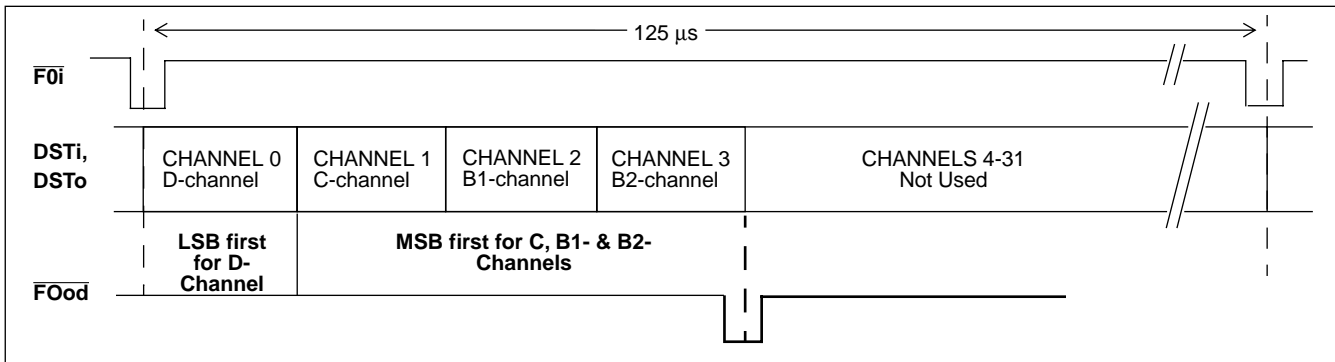 125 µs
F0i
DSTi,
DSTo
CHANNEL 0
D-channel
CHANNEL 1
C-channel
CHANNEL 2
B1-channel
CHANNEL 3
B2-channel
CHANNELS 4-31
Not Used
LSB first
for D-
Channel
MSB first for C, B1- & B2-
Channels
FOod